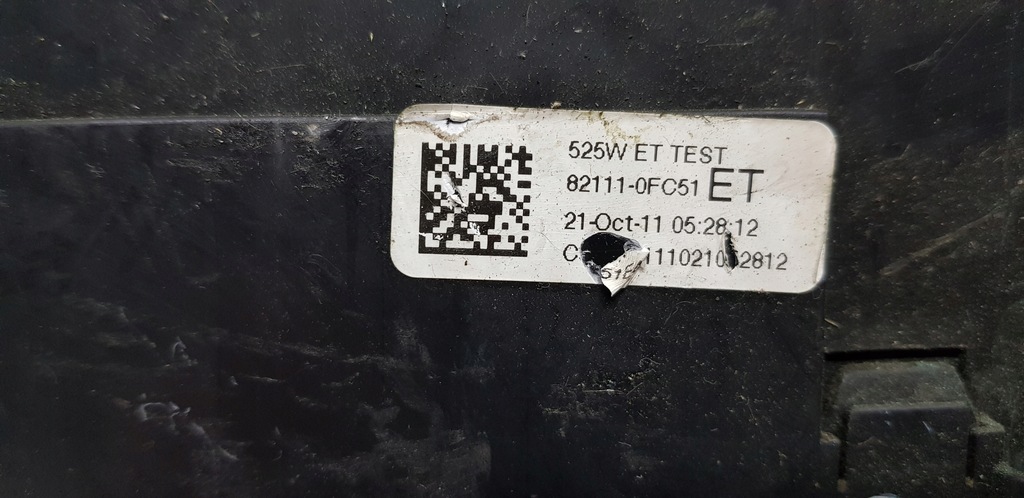 525W ET TEST
82111-0FC51 ET
21-Oct-11 05:28:12